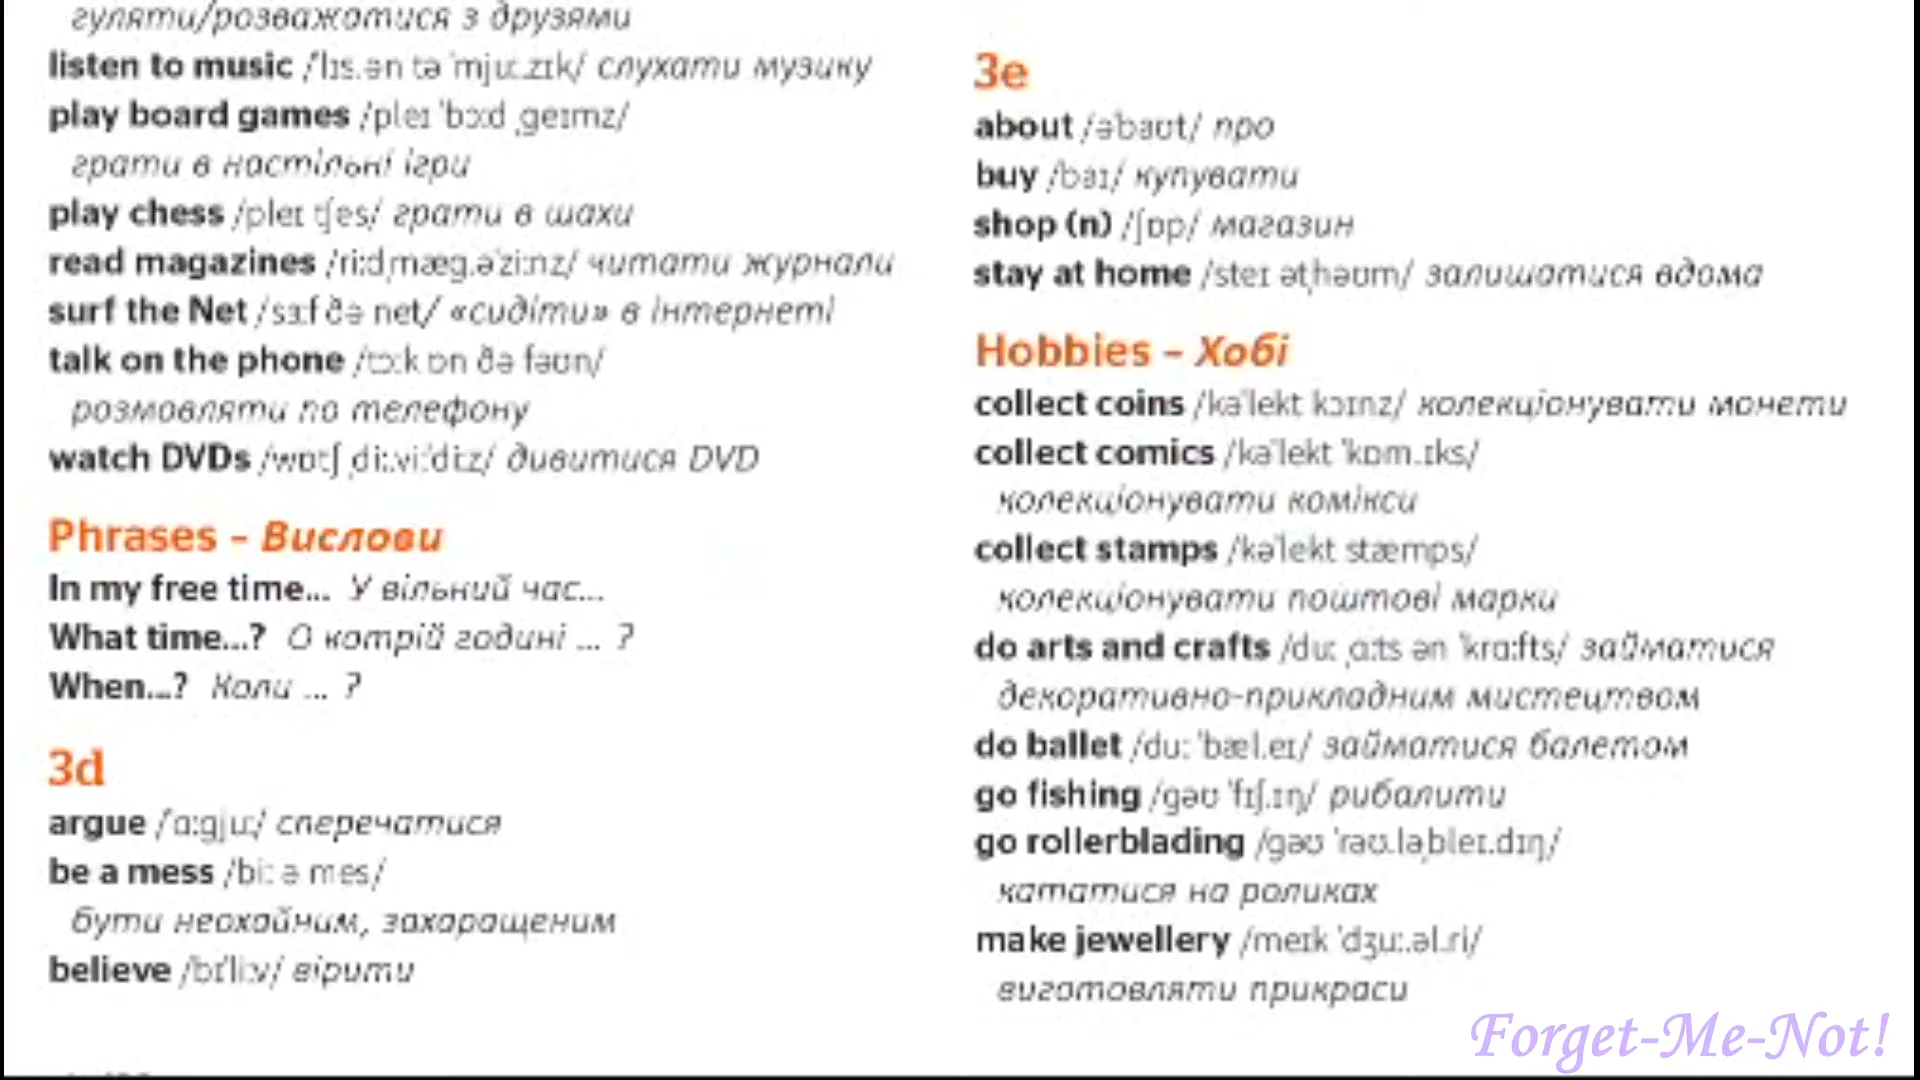 гуляти/розважатися з друзями
listen to music /ˈlɪs.ən tə ˈmjuː.zɪk/ слухати музику
play board games /pleɪ ˈbɔːd ˌɡeɪmz/
грати в настільні ігри
play chess /pleɪ tʃes/ грати в шахи
read magazines /riːdˌmæɡ.əˈziːnz/ читати журнали
surf the Net /sɜːf ðə net/ «сидіти» в інтернеті
talk on the phone /tɔːk ɒn ðə fəʊn/
розмовляти по телефону
watch DVDs /wɒtʃ ˌdiː.viːˈdiːz/ дивитися DVD
Phrases – Вислови
In my free time... У вільний час...
What time...? О котрій годині ... ?
When...? Коли ... ?
3d
argue /ˈɑːɡjuː/ сперечатися
be a mess /biː ə mes/
бути неохайним, захаращеним
believe /bɪˈliːv/ вірити
3e
about /əˈbaʊt/ про
buy /baɪ/ купувати
shop (n) /ʃɒp/ магазин
stay at home /steɪ ətˌhəʊm/ залишатися вдома
Hobbies – Хобі
collect coins /kəˈlekt kɔɪnz/ колекціонувати монети
collect comics /kəˈlekt ˈkɒm.ɪks/
колекціонувати комікси
collect stamps /kəˈlekt stæmps/
колекціонувати поштові марки
do arts and crafts /duː ˌɑːts ən ˈkrɑːfts/ займатися
декоративно-прикладним мистецтвом
do ballet /duː ˈbæl.eɪ/ займатися балетом
go fishing /ɡəʊ ˈfɪʃ.ɪŋ/ рибалити
go rollerblading /ɡəʊ ˈrəʊ.ləˌbleɪ.dɪŋ/
кататися на роликах
make jewellery /meɪk ˈdʒuː.əl.ri/
виготовляти прикраси
Forget-Me-Not!